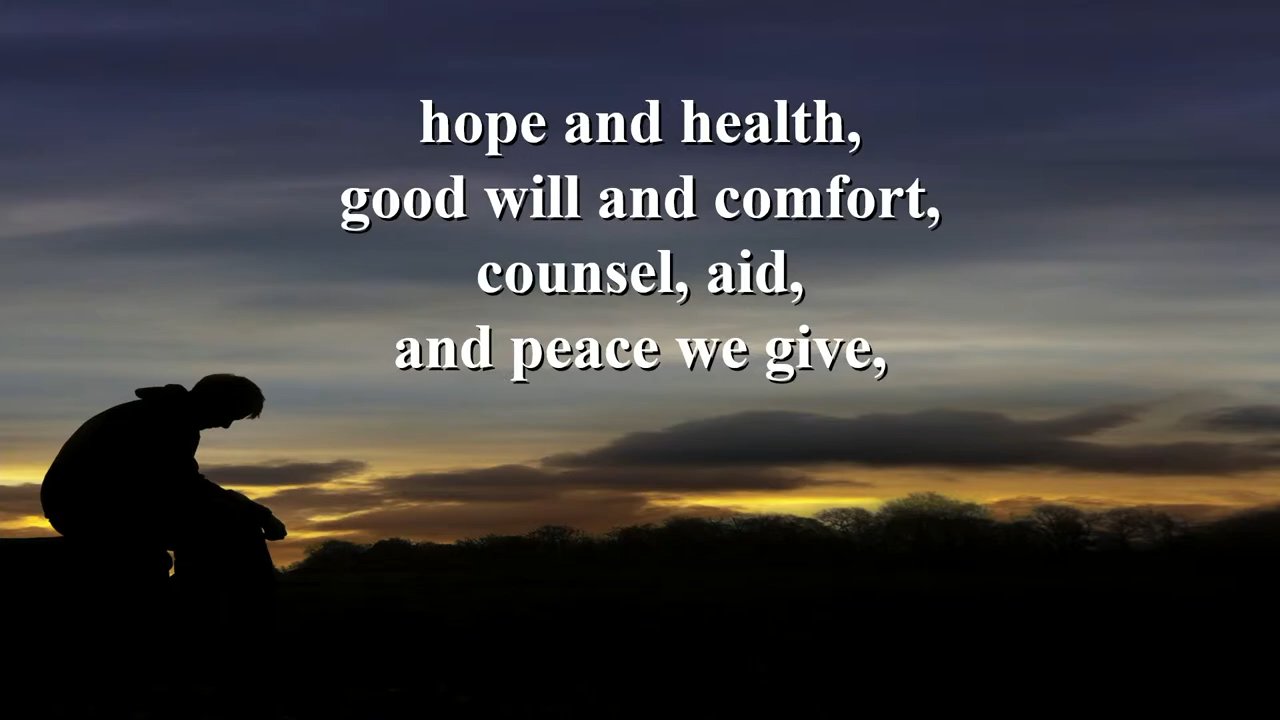 hope and health,
good will and comfort,
counsel, aid,
and peace we give,